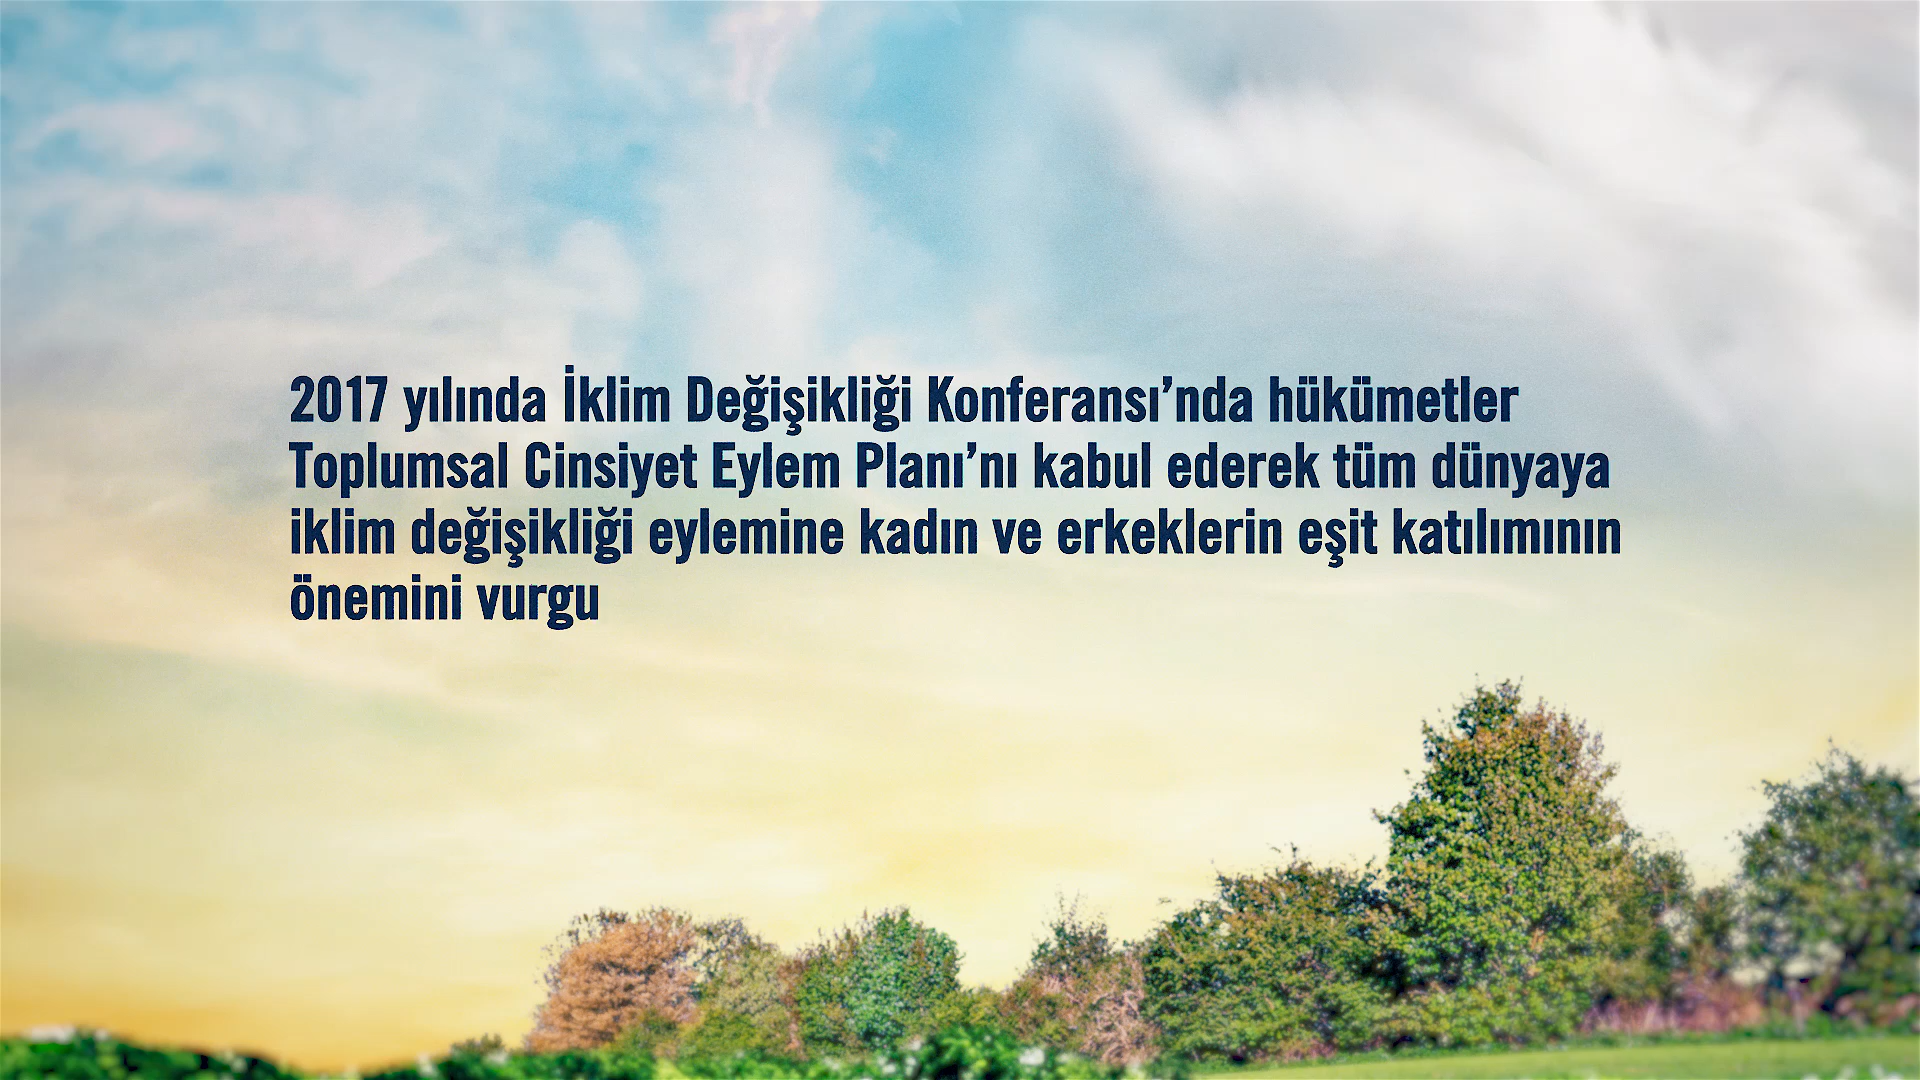 2017 yılında İklim Değişikliği Konferansı’nda hükümetler
Toplumsal Cinsiyet Eylem Planı’nı kabul ederek tüm dünyaya
iklim değişikliği eylemine kadın ve erkeklerin eşit katılımının
önemini vurgu